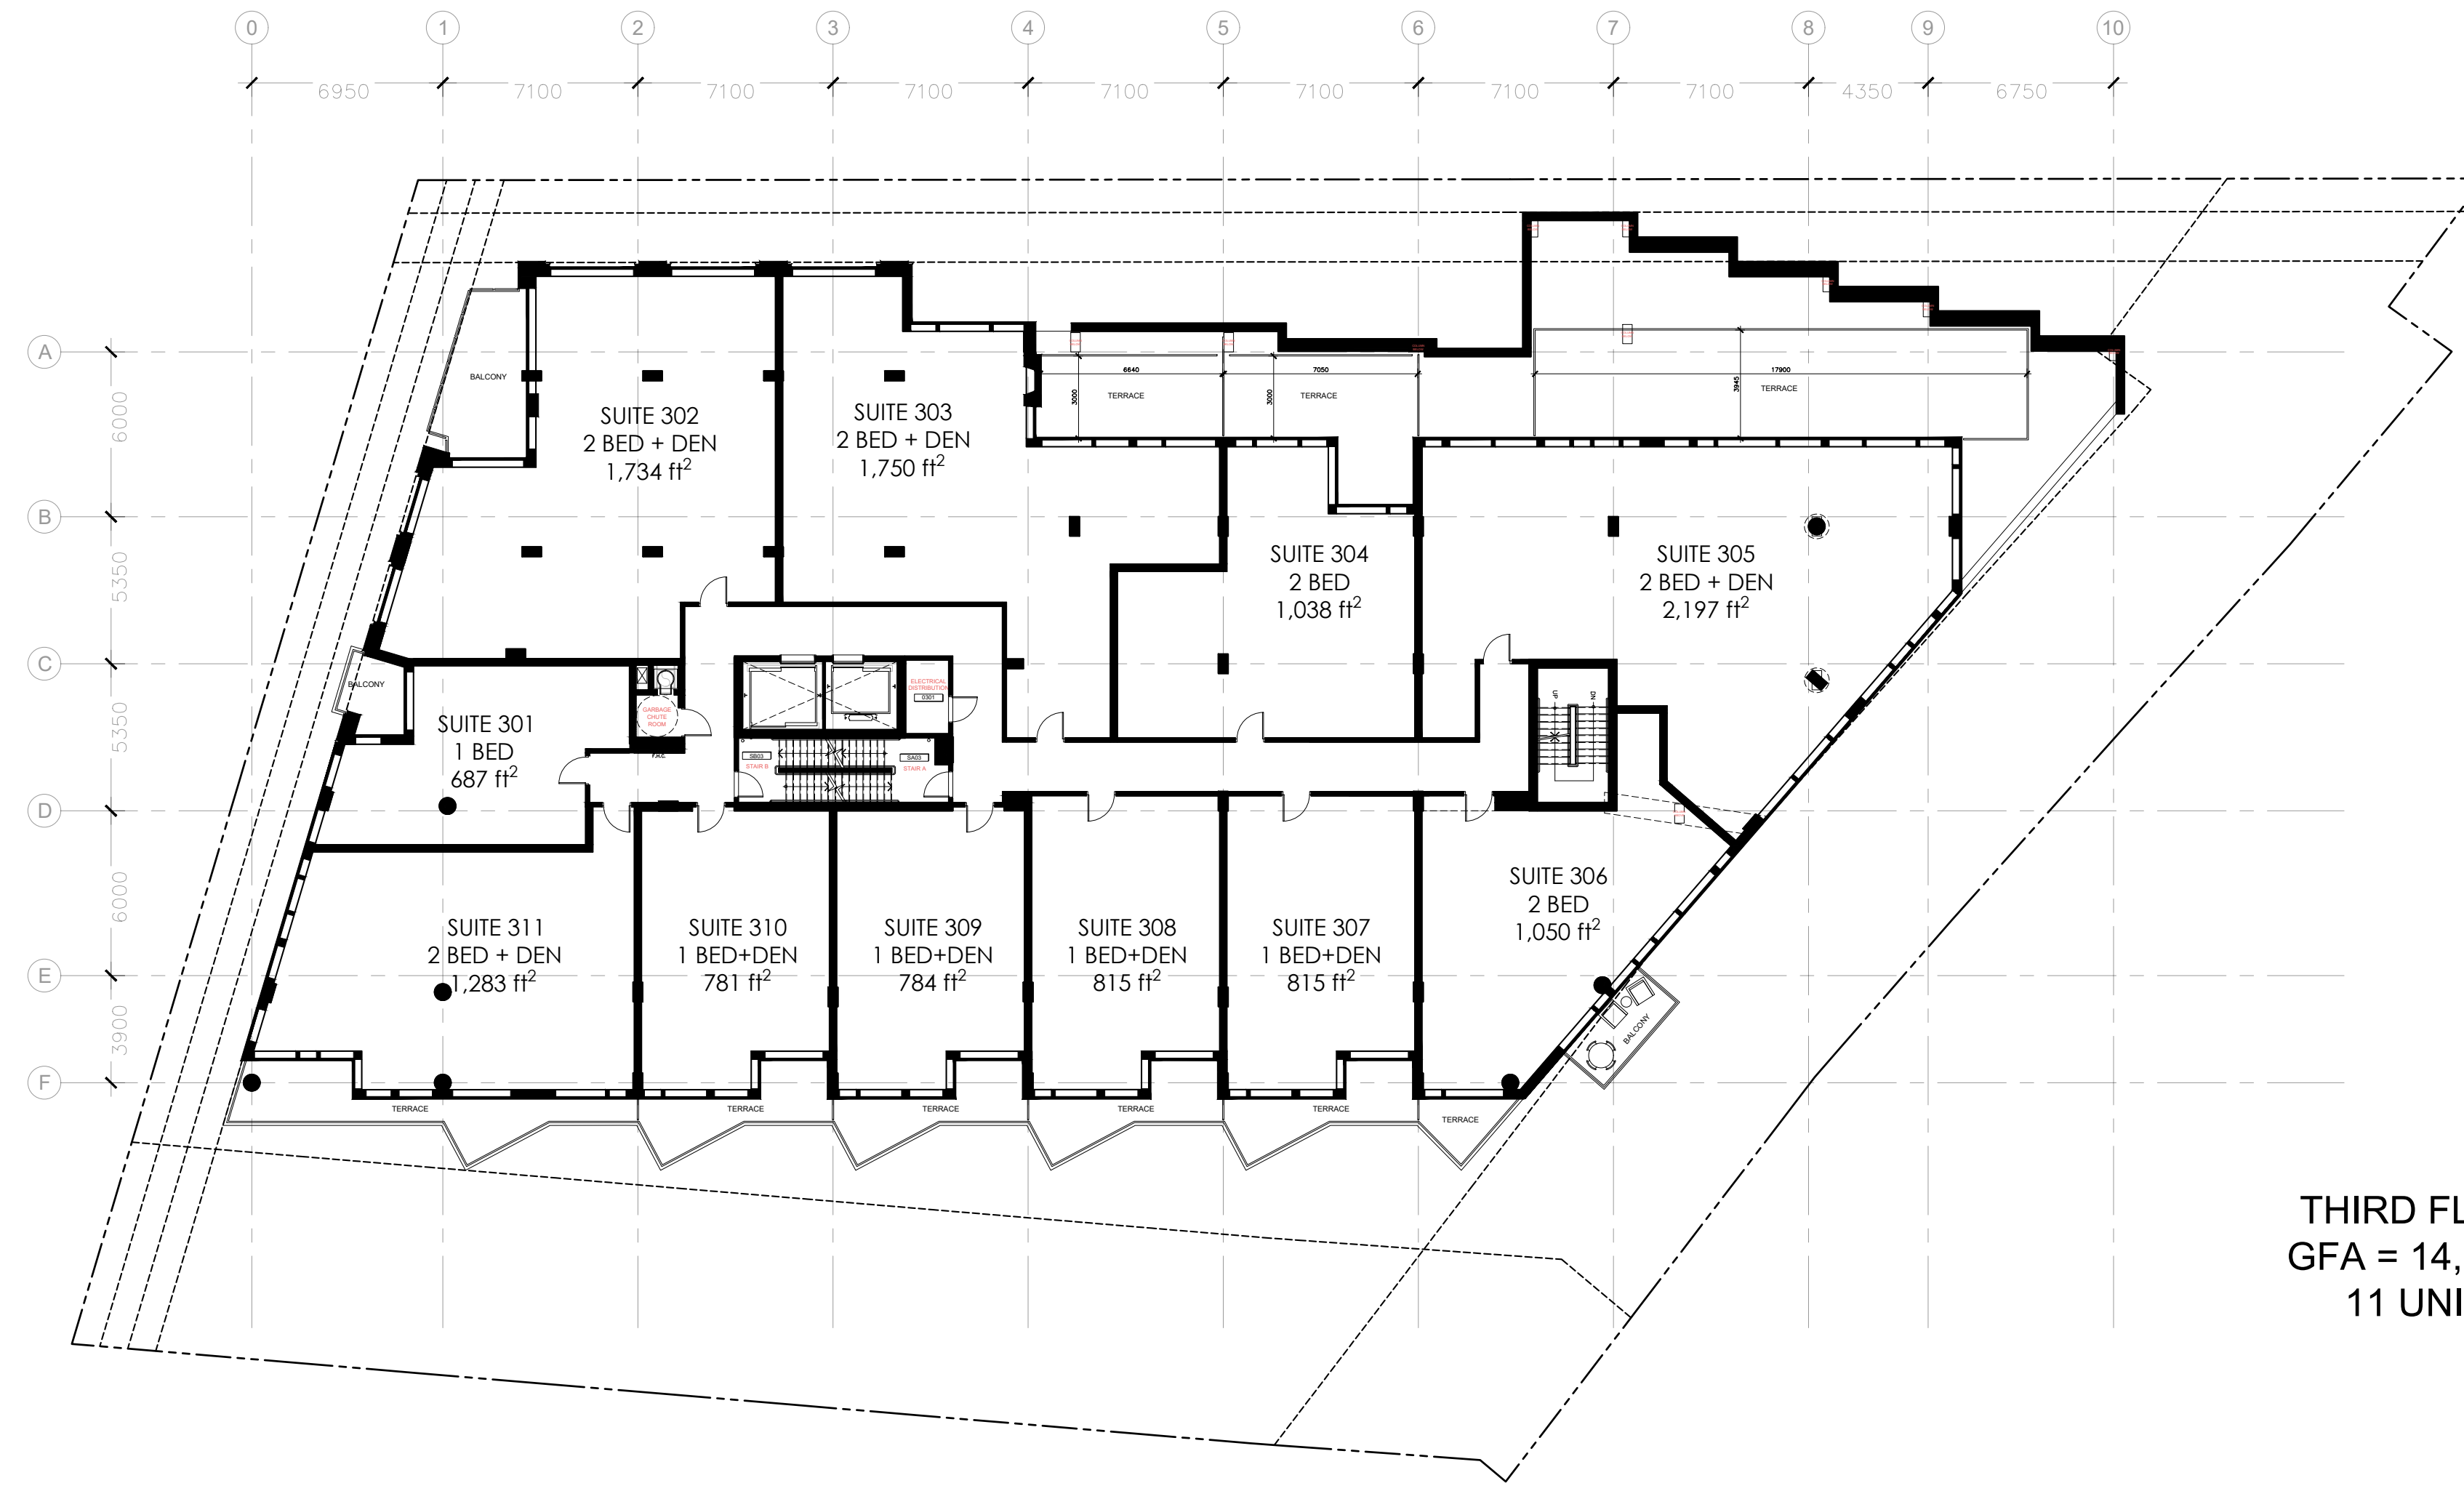 0 1 2 3 4 5 6 7 8 9 10
6950 7100 7100 7100 7100 7100 7100 7100 4350 6750
A
B
C
D
E
F
6000
5350
5350
6000
3900
BALCONY
SUITE 302
2 BED + DEN
1,734 ft²
SUITE 303
2 BED + DEN
1,750 ft²
6640
3000
TERRACE
7050
3000
TERRACE
17900
3945
TERRACE
SUITE 304
2 BED
1,038 ft²
SUITE 305
2 BED + DEN
2,197 ft²
BALCONY
SUITE 301
1 BED
687 ft²
GARBAGE
CHUTE
ROOM
ELECTRICAL
DISTRIBUTION
0301
SB03
STAIR B
SA03
STAIR A
UP
DN
SUITE 311
2 BED + DEN
1,283 ft²
SUITE 310
1 BED+DEN
781 ft²
SUITE 309
1 BED+DEN
784 ft²
SUITE 308
1 BED+DEN
815 ft²
SUITE 307
1 BED+DEN
815 ft²
SUITE 306
2 BED
1,050 ft²
BALCONY
TERRACE
TERRACE
TERRACE
TERRACE
TERRACE
TERRACE
THIRD FL
GFA = 14,
11 UNI